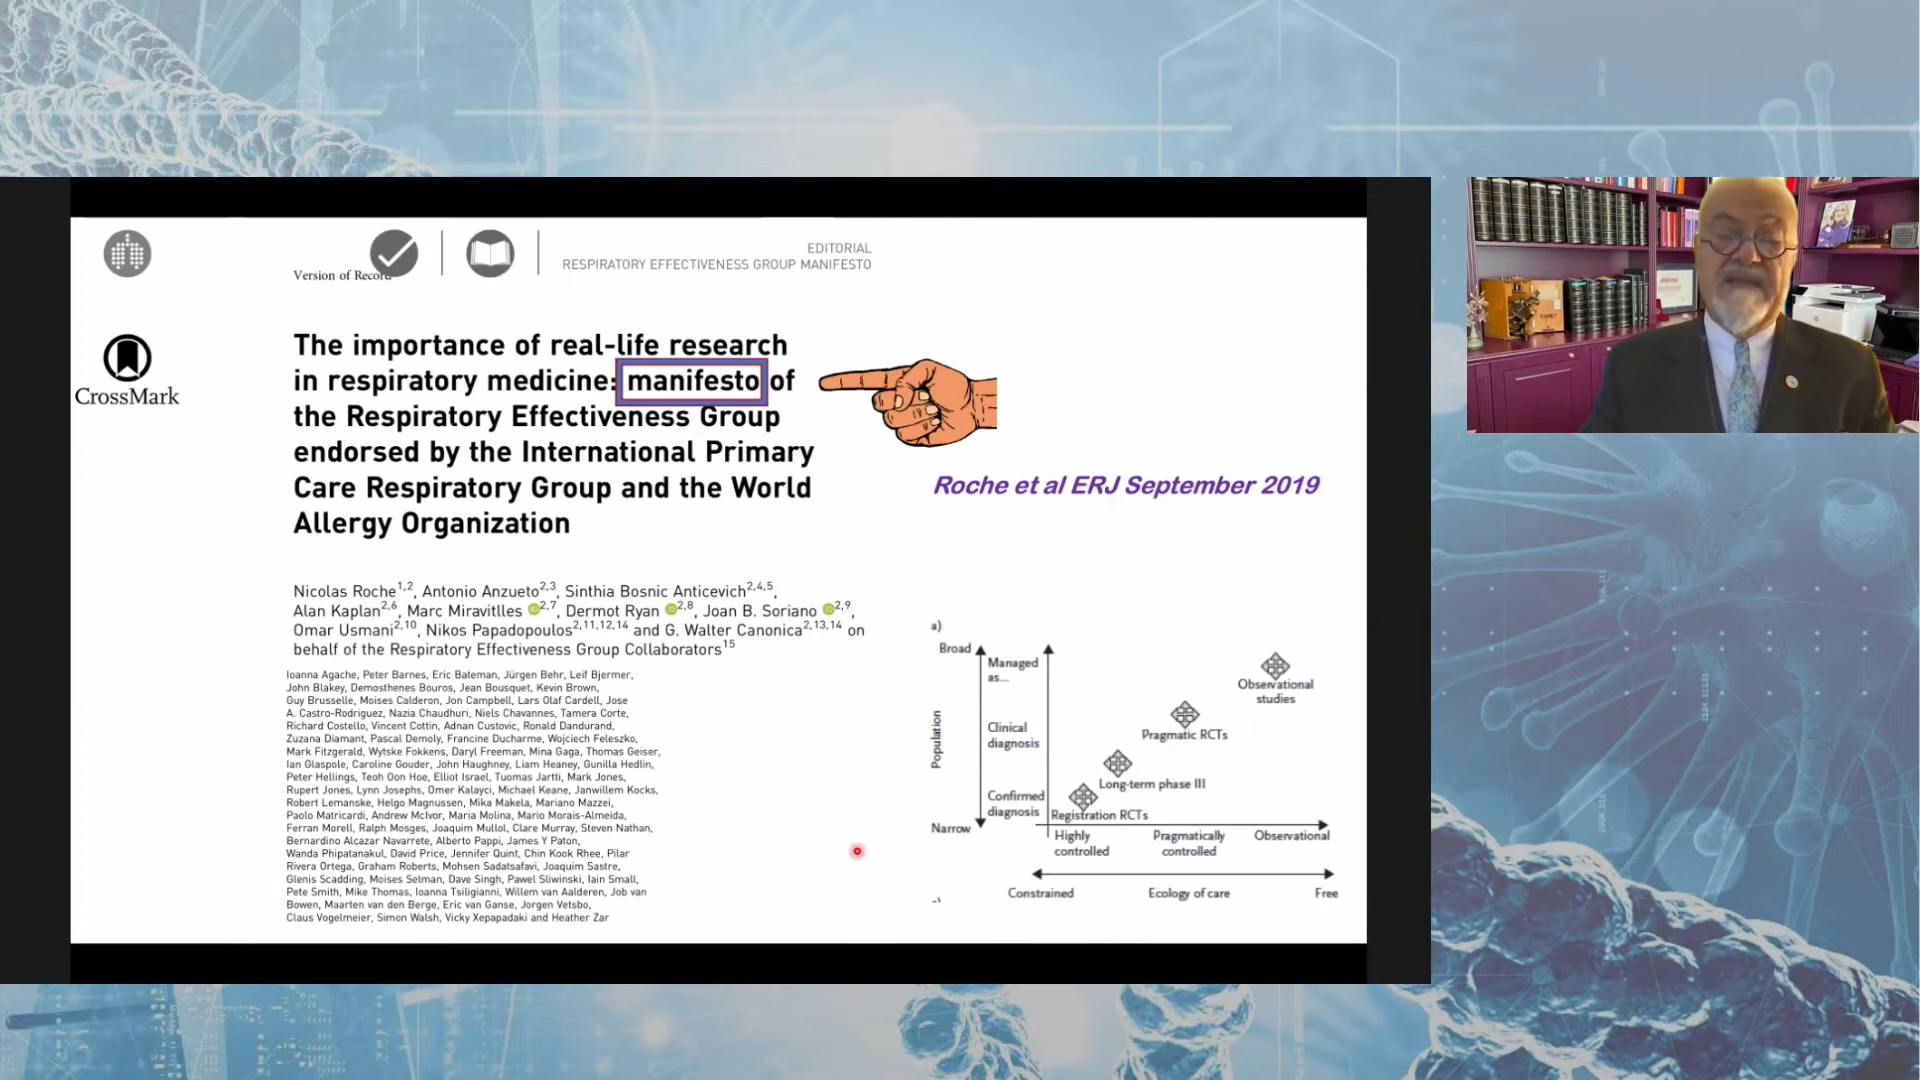 Version of Record
EDITORIAL
RESPIRATORY EFFECTIVENESS GROUP MANIFESTO
CrossMark
The importance of real-life research
in respiratory medicine: manifesto of
the Respiratory Effectiveness Group
endorsed by the International Primary
Care Respiratory Group and the World
Allergy Organization
Roche et al ERJ September 2019
Nicolas Roche1,2, Antonio Anzueto2,3, Sinthia Bosnic Anticevich2,4,5,
Alan Kaplan2,6, Marc Miravitlles 2,7, Dermot Ryan 2,8, Joan B. Soriano 2,9,
Omar Usmani2,10, Nikos Papadopoulos2,11,12,14 and G. Walter Canonica2,13,14 on
behalf of the Respiratory Effectiveness Group Collaborators15
Ioanna Agache, Peter Barnes, Eric Bateman, Jürgen Behr, Leif Bjermer,
John Blakey, Demosthenes Bouros, Jean Bousquet, Kevin Brown,
Guy Brusselle, Moises Calderon, Jon Campbell, Lars Olaf Cardell, Jose
A. Castro-Rodriguez, Nazia Chaudhuri, Niels Chavannes, Tamera Corte,
Richard Costello, Vincent Cottin, Adnan Custovic, Ronald Dandurand,
Zuzana Diamant, Pascal Demoly, Francine Ducharme, Wojciech Feleszko,
Mark Fitzgerald, Wytske Fokkens, Daryl Freeman, Mina Gaga, Thomas Geiser,
Ian Glaspole, Caroline Gouder, John Haughney, Liam Heaney, Gunilla Hedlin,
Peter Hellings, Teoh Oon Hoe, Elliot Israel, Tuomas Jartti, Mark Jones,
Rupert Jones, Lynn Josephs, Omer Kalayci, Michael Keane, Janwillem Kocks,
Robert Lemanske, Helgo Magnussen, Mika Makela, Mariano Mazzei,
Paolo Matricardi, Andrew McIvor, Maria Molina, Mario Morais-Almeida,
Ferran Morell, Ralph Mosges, Joaquim Mullol, Clare Murray, Steven Nathan,
Bernardino Alcazar Navarrete, Alberto Pappi, James Y Paton,
Wanda Phipatanakul, David Price, Jennifer Quint, Chin Kook Rhee, Pilar
Rivera Ortega, Graham Roberts, Mohsen Sadatsafavi, Joaquim Sastre,
Glenis Scadding, Moises Selman, Dave Singh, Pawel Sliwinski, Iain Small,
Pete Smith, Mike Thomas, Ioanna Tsiligianni, Willem van Aalderen, Job van
Bowen, Maarten van den Berge, Eric van Ganse, Jorgen Vetsbo,
Claus Vogelmeier, Simon Walsh, Vicky Xepapadaki and Heather Zar
a)
Broad
Managed
as...
Observational
studies
Population
Clinical
diagnosis
Pragmatic RCTs
Long-term phase III
Confirmed
diagnosis
Registration RCTs
Narrow
Highly
controlled
Pragmatically
controlled
Observational
Constrained
Ecology of care
Free